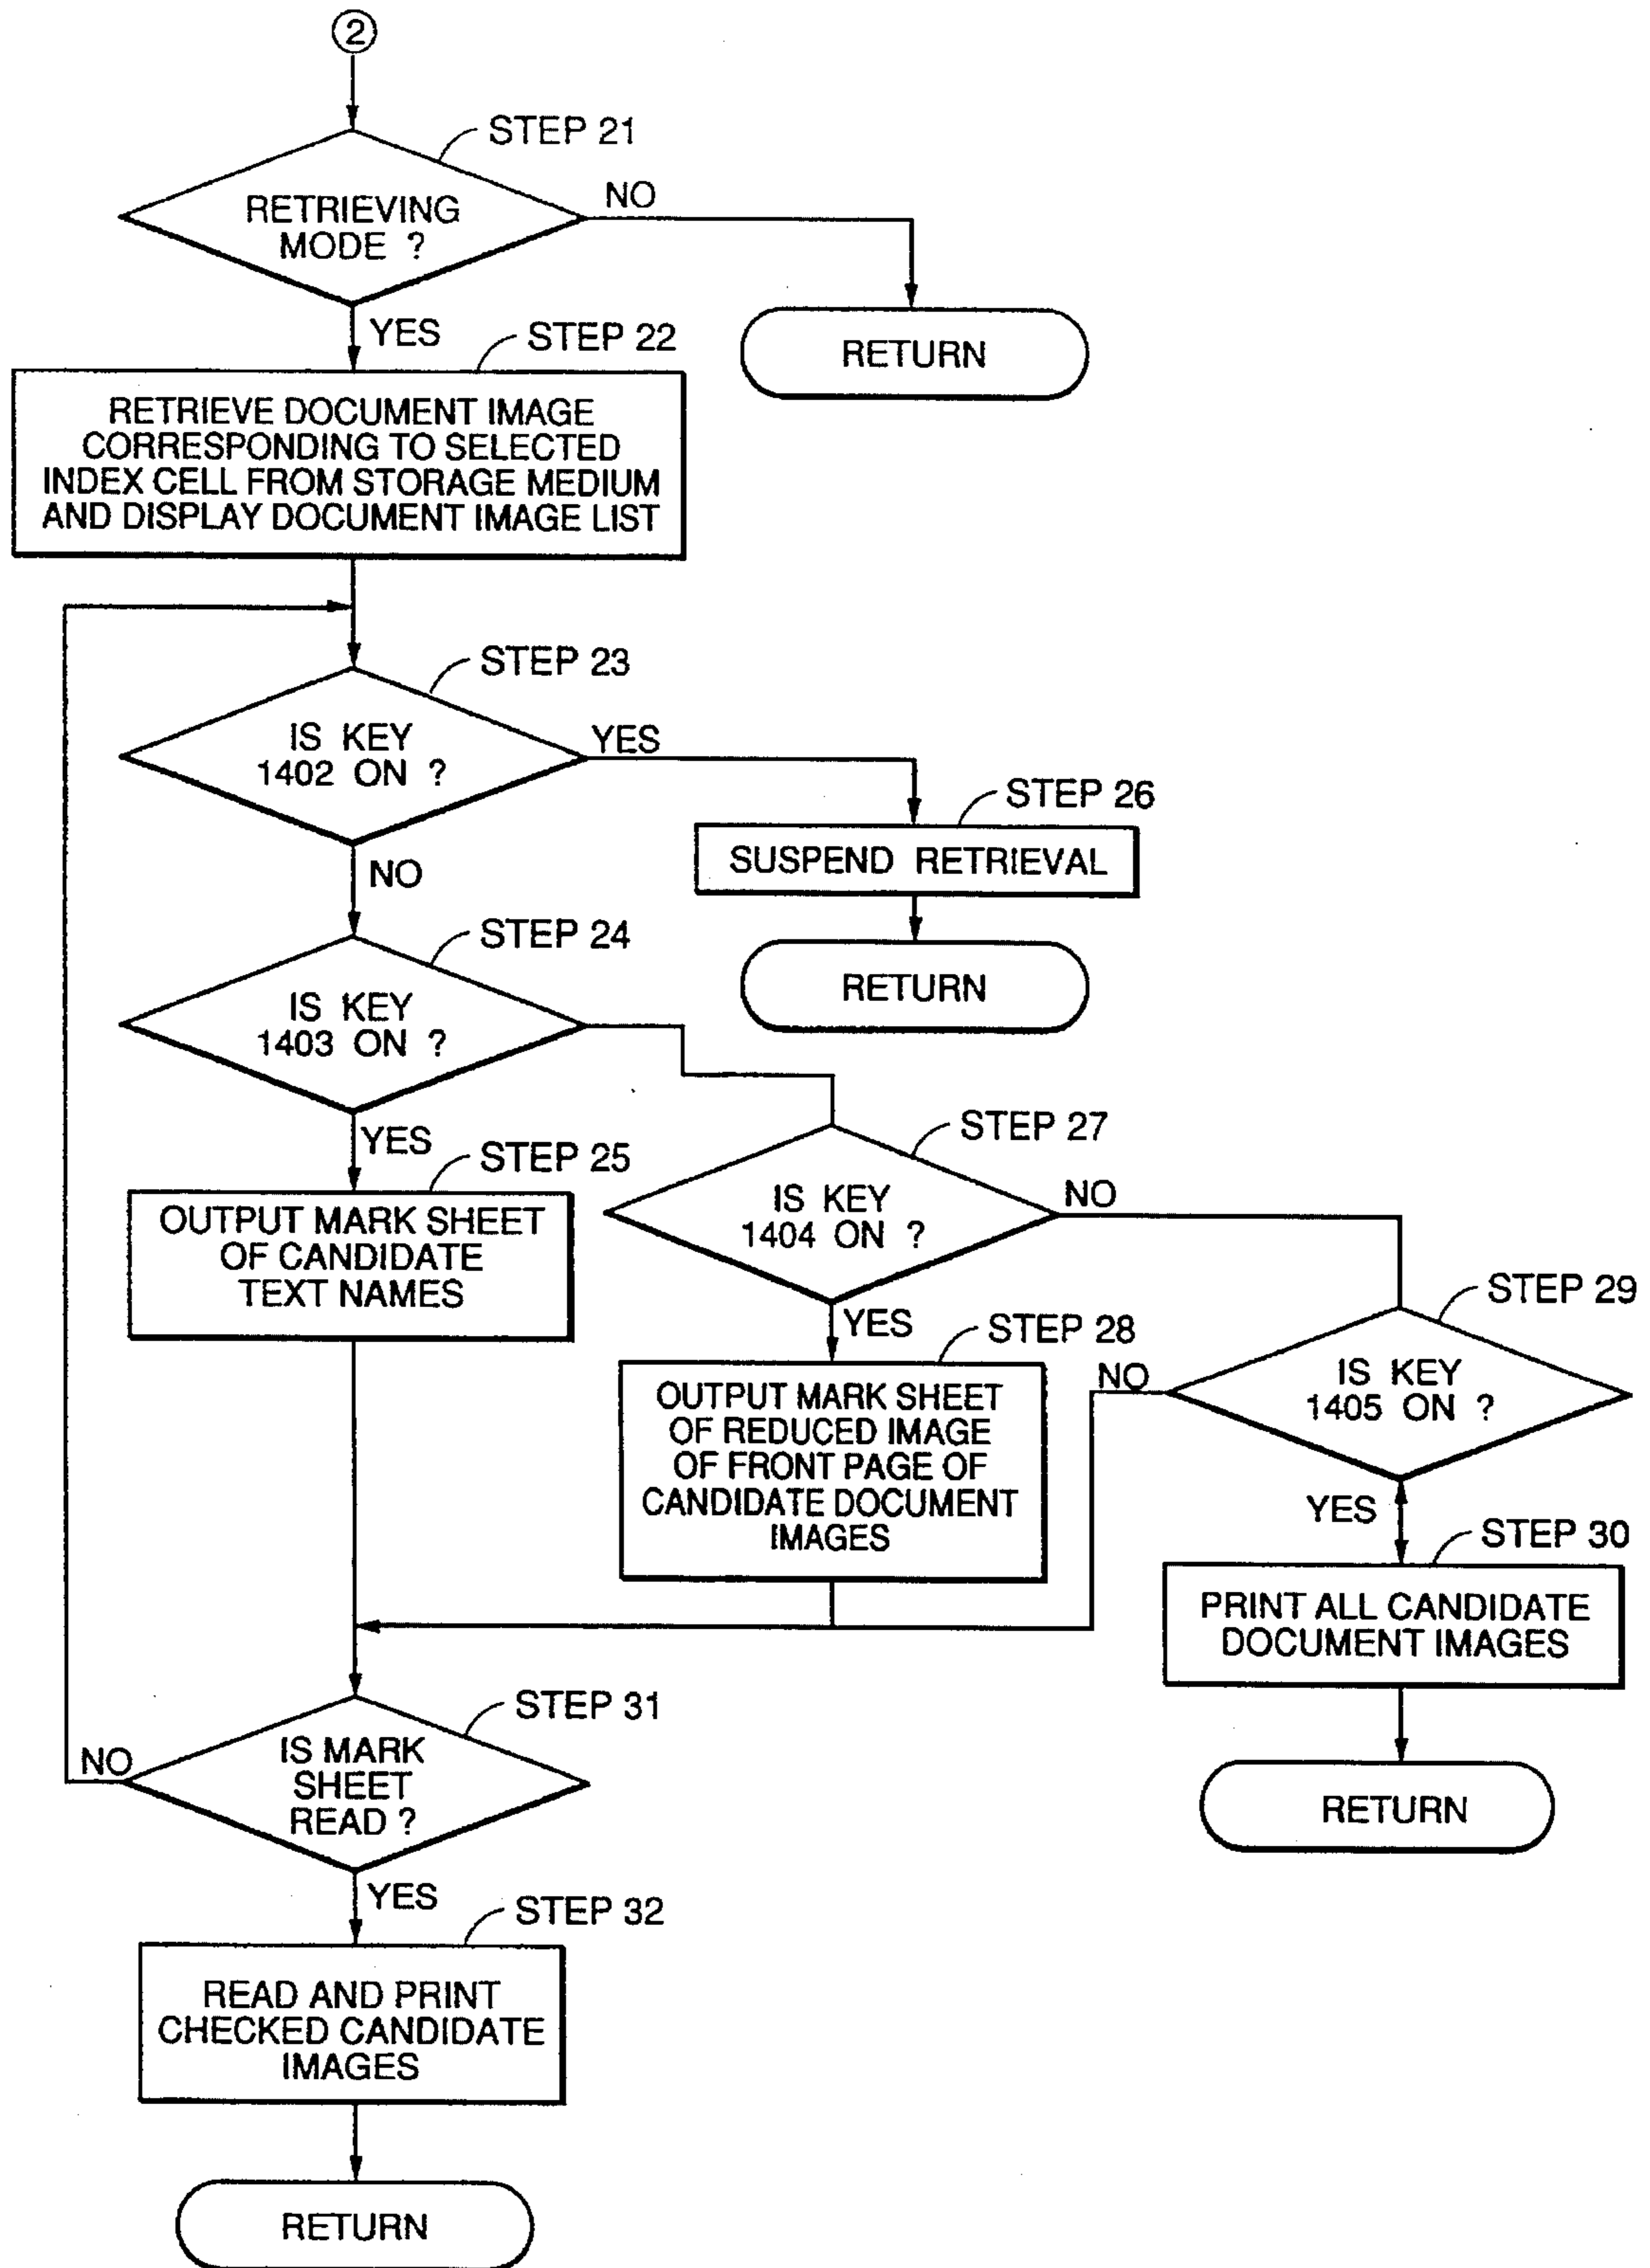 2
STEP 21
RETRIEVING
MODE ?
NO
RETURN
YES
STEP 22
RETRIEVE DOCUMENT IMAGE
CORRESPONDING TO SELECTED
INDEX CELL FROM STORAGE MEDIUM
AND DISPLAY DOCUMENT IMAGE LIST
STEP 23
IS KEY
1402 ON ?
YES
STEP 26
SUSPEND RETRIEVAL
RETURN
NO
STEP 24
IS KEY
1403 ON ?
YES
STEP 25
OUTPUT MARK SHEET
OF CANDIDATE
TEXT NAMES
STEP 27
IS KEY
1404 ON ?
NO
YES
STEP 28
OUTPUT MARK SHEET
OF REDUCED IMAGE
OF FRONT PAGE OF
CANDIDATE DOCUMENT
IMAGES
STEP 29
IS KEY
1405 ON ?
NO
YES
STEP 30
PRINT ALL CANDIDATE
DOCUMENT IMAGES
RETURN
STEP 31
IS MARK
SHEET
READ ?
NO
YES
STEP 32
READ AND PRINT
CHECKED CANDIDATE
IMAGES
RETURN